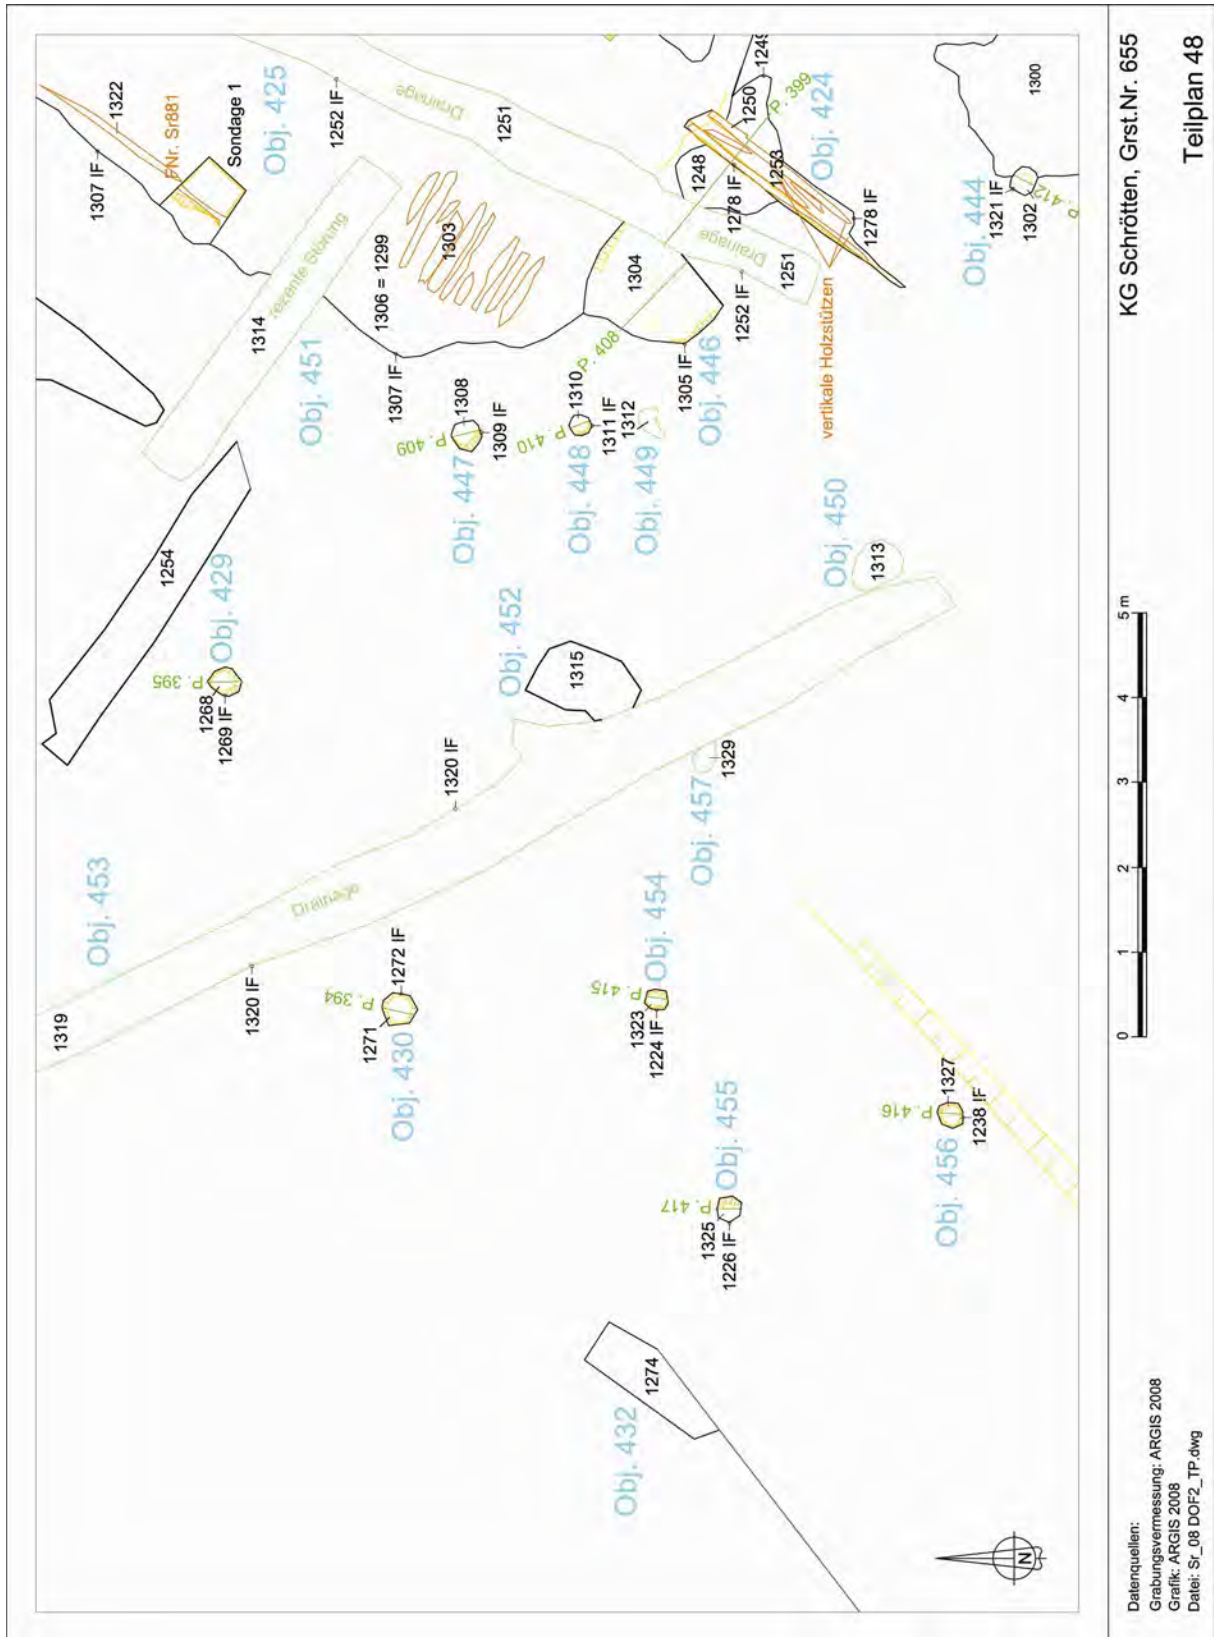 Obj. 432
1274
1325
1226 IF
P. 417
Obj. 455
Obj. 456
P. 416
1327
1238 IF
1319
1320 IF
Obj. 453
Drainage
1271
P. 394
1272 IF
Obj. 430
1323
1224 IF
P. 415
Obj. 454
Obj. 457
1329
1320 IF
1268
1269 IF
P. 395
Obj. 429
1254
Obj. 452
1315
Obj. 450
1313
Obj. 447
P. 409
1308
1309 IF
Obj. 448
P. 410
1310
1311 IF
Obj. 449
1312
Obj. 451
1314
rezente Störung
1307 IF
1306 = 1299
1303
1304
P. 408
1305 IF
Obj. 446
1307 IF
1322
FNr. Sr881
Sondage 1
Obj. 425
1252 IF
Drainage
1251
1252 IF
Drainage
1251
1248
1278 IF
1253
1250
1249
P. 399
Obj. 424
1278 IF
vertikale Holzstützen
Obj. 444
1321 IF
1302
P. 412
1300
N
0 1 2 3 4 5 m
Datenquellen:
Grabungsvermessung: ARGIS 2008
Grafik: ARGIS 2008
Datei: Sr_08 DOF2_TP.dwg
KG Schrötten, Grst.Nr. 655
Teilplan 48